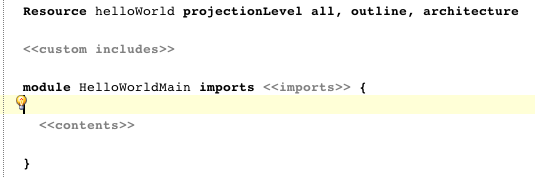 Resource helloWorld projectionLevel all, outline, architecture
<<custom includes>>
module HelloWorldMain imports <<imports>> {
<<contents>>
}